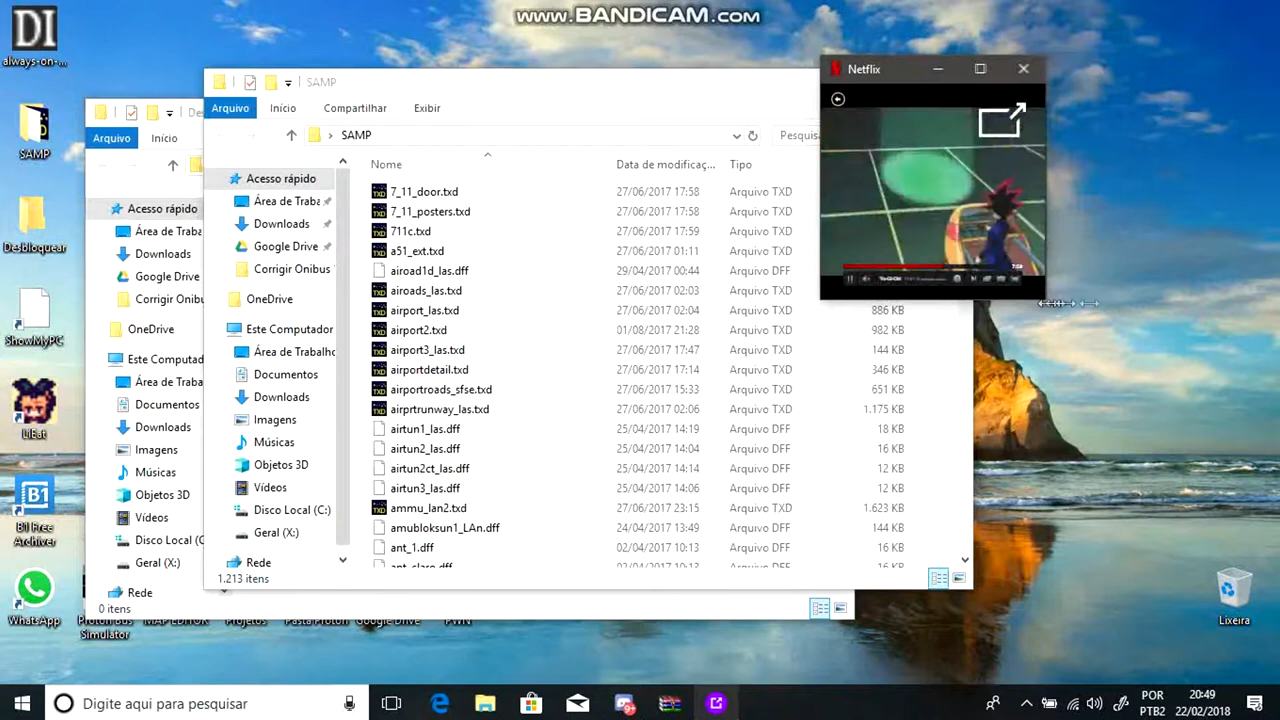 www.BANDICAM.com
always-on-...
SAMP
Desbloquear
ShowMyPC
Libat
B1 Free
Archiver
WhatsApp
Arquivo
Início
Acesso rápido
Área de Traba
Downloads
Google Drive
Corrigir Onibus
OneDrive
Este Computad
Área de Traba
Documentos
Downloads
Imagens
Músicas
Objetos 3D
Vídeos
Disco Local (C
Geral (X:)
Rede
0 itens
SAMP
Arquivo
Início
Compartilhar
Exibir
SAMP
Pesquisa
Acesso rápido
Área de Traba
Downloads
Google Drive
Corrigir Onibus
OneDrive
Este Computador
Área de Trabalho
Documentos
Downloads
Imagens
Músicas
Objetos 3D
Vídeos
Disco Local (C:)
Geral (X:)
Rede
1.213 itens
Nome Data de modificaç... Tipo
7_11_door.txd 27/06/2017 17:58 Arquivo TXD
7_11_posters.txd 27/06/2017 17:58 Arquivo TXD
711c.txd 27/06/2017 17:59 Arquivo TXD
a51_ext.txd 27/06/2017 01:11 Arquivo TXD
airoad1d_las.dff 29/04/2017 00:44 Arquivo DFF
airoads_las.txd 27/06/2017 02:03 Arquivo TXD
airport_las.txd 27/06/2017 02:04 Arquivo TXD 886 KB
airport2.txd 01/08/2017 21:28 Arquivo TXD 982 KB
airport3_las.txd 27/06/2017 17:47 Arquivo TXD 144 KB
airportdetail.txd 27/06/2017 17:14 Arquivo TXD 346 KB
airportroads_sfse.txd 27/06/2017 15:33 Arquivo TXD 651 KB
airprtrunway_las.txd 27/06/2017 02:06 Arquivo TXD 1.175 KB
airtun1_las.dff 25/04/2017 14:19 Arquivo DFF 18 KB
airtun2_las.dff 25/04/2017 14:04 Arquivo DFF 16 KB
airtun2ct_las.dff 25/04/2017 14:14 Arquivo DFF 12 KB
airtun3_las.dff 25/04/2017 14:06 Arquivo DFF 12 KB
ammu_lan2.txd 27/06/2017 23:15 Arquivo TXD 1.623 KB
amubloksun1_LAn.dff 24/04/2017 13:49 Arquivo DFF 144 KB
ant_1.dff 02/04/2017 10:13 Arquivo DFF 16 KB
Netflix
7:59
Proton Bus
Simulator
MAP EDITOR
Projetos
Pasta Proton
Google Drive
PWN
Lixeira
Digite aqui para pesquisar
POR
PTB2
20:49
22/02/2018